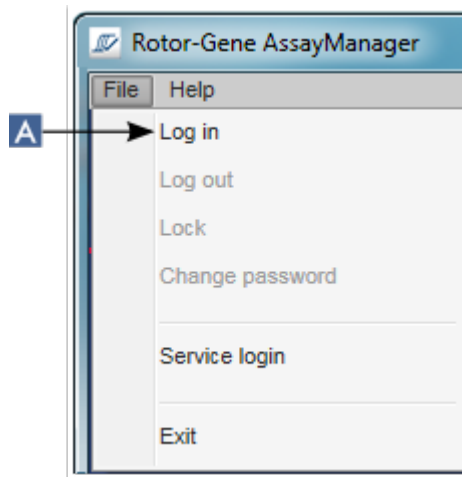 Rotor-Gene AssayManager
File Help
A
Log in
Log out
Lock
Change password
Service login
Exit